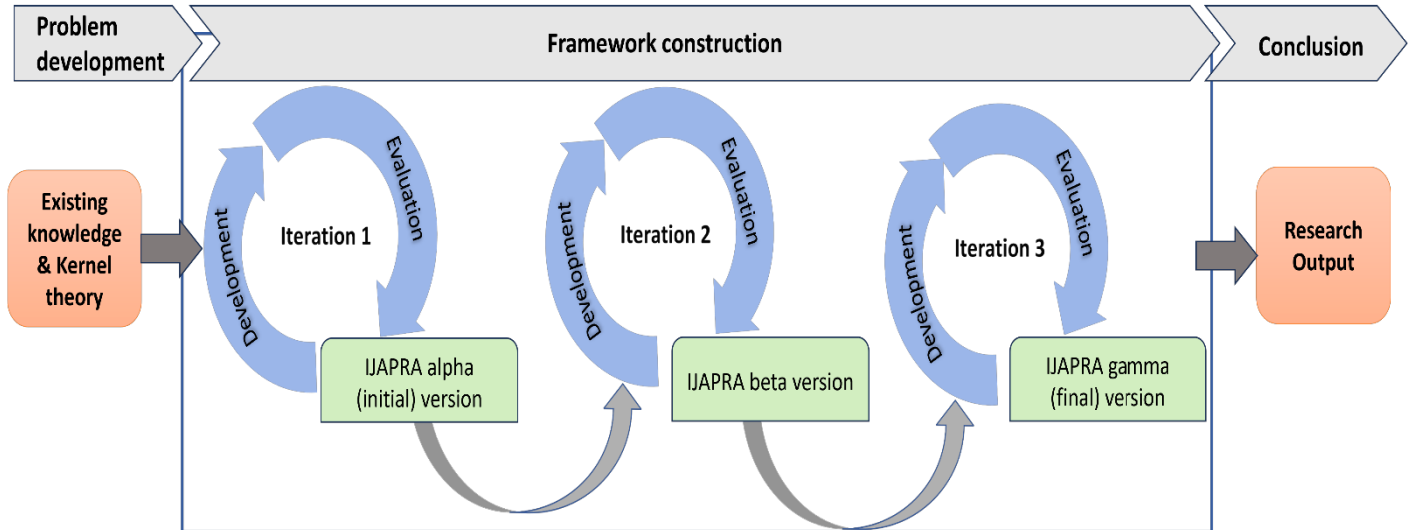 Problem
development
Framework construction
Conclusion
Existing
knowledge
& Kernel
theory
Development
Evaluation
Iteration 1
IJAPRA alpha
(initial) version
Development
Evaluation
Iteration 2
IJAPRA beta version
Development
Evaluation
Iteration 3
IJAPRA gamma
(final) version
Research
Output